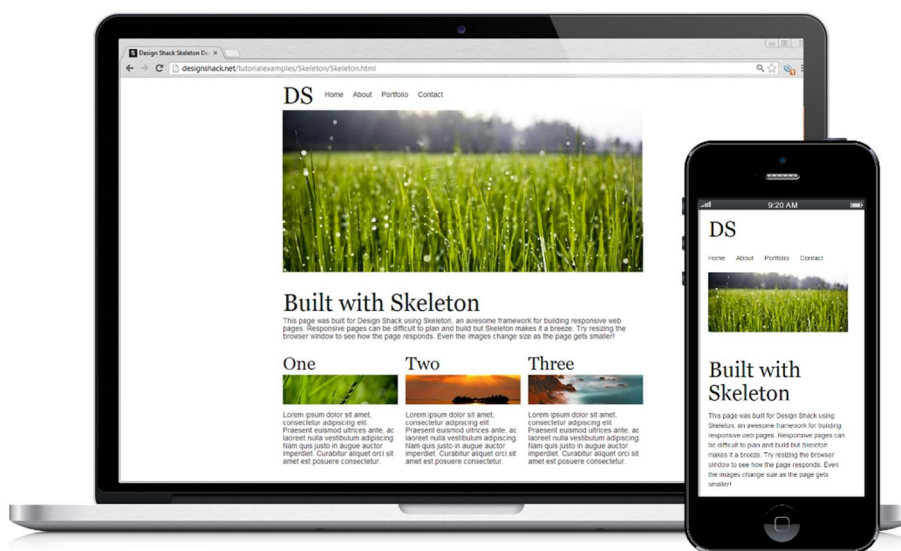 Design Shack Skeleton De
designshack.net/tutorialexamples/Skeleton/Skeleton.html
DS Home About Portfolio Contact
Built with Skeleton
This page was built for Design Shack using Skeleton, an awesome framework for building responsive web
pages. Responsive pages can be difficult to plan and build but Skeleton makes it a breeze. Try resizing the
browser window to see how the page responds. Even the images change size as the page gets smaller!
One
Lorem ipsum dolor sit amet,
consectetur adipiscing elit.
Praesent euismod ultrices ante, ac
laoreet nulla vestibulum adipiscing.
Nam quis justo in augue auctor
imperdiet. Curabitur aliquet orci sit
amet est posuere consectetur.
Two
Lorem ipsum dolor sit amet,
consectetur adipiscing elit.
Praesent euismod ultrices ante, ac
laoreet nulla vestibulum adipiscing.
Nam quis justo in augue auctor
imperdiet. Curabitur aliquet orci sit
amet est posuere consectetur.
Three
Lorem ipsum dolor sit amet,
consectetur adipiscing elit.
Praesent euismod ultrices ante, ac
laoreet nulla vestibulum adipiscing.
Nam quis justo in augue auctor
imperdiet. Curabitur aliquet orci sit
amet est posuere consectetur.
9:20 AM
DS
Home About Portfolio Contact
Built with
Skeleton
This page was built for Design Shack using
Skeleton, an awesome framework for building
responsive web pages. Responsive pages can
be difficult to plan and build but Skeleton
makes it a breeze. Try resizing the browser
window to see how the page responds. Even
the images change size as the page gets
smaller!